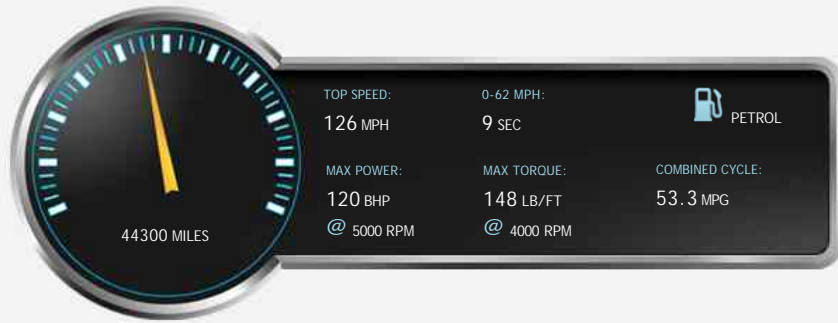 44300 MILES
TOP SPEED:
126 MPH
0-62 MPH:
9 SEC
PETROL
MAX POWER:
120 BHP
@ 5000 RPM
MAX TORQUE:
148 LB/FT
@ 4000 RPM
COMBINED CYCLE:
53.3 MPG